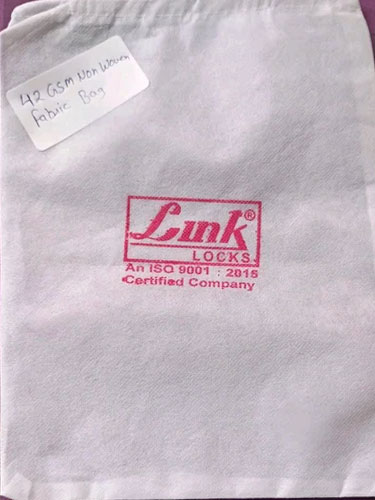 42 GSM Non Woven
Fabric Bag
Link®
LOCKS
An ISO 9001 : 2015
Certified Company